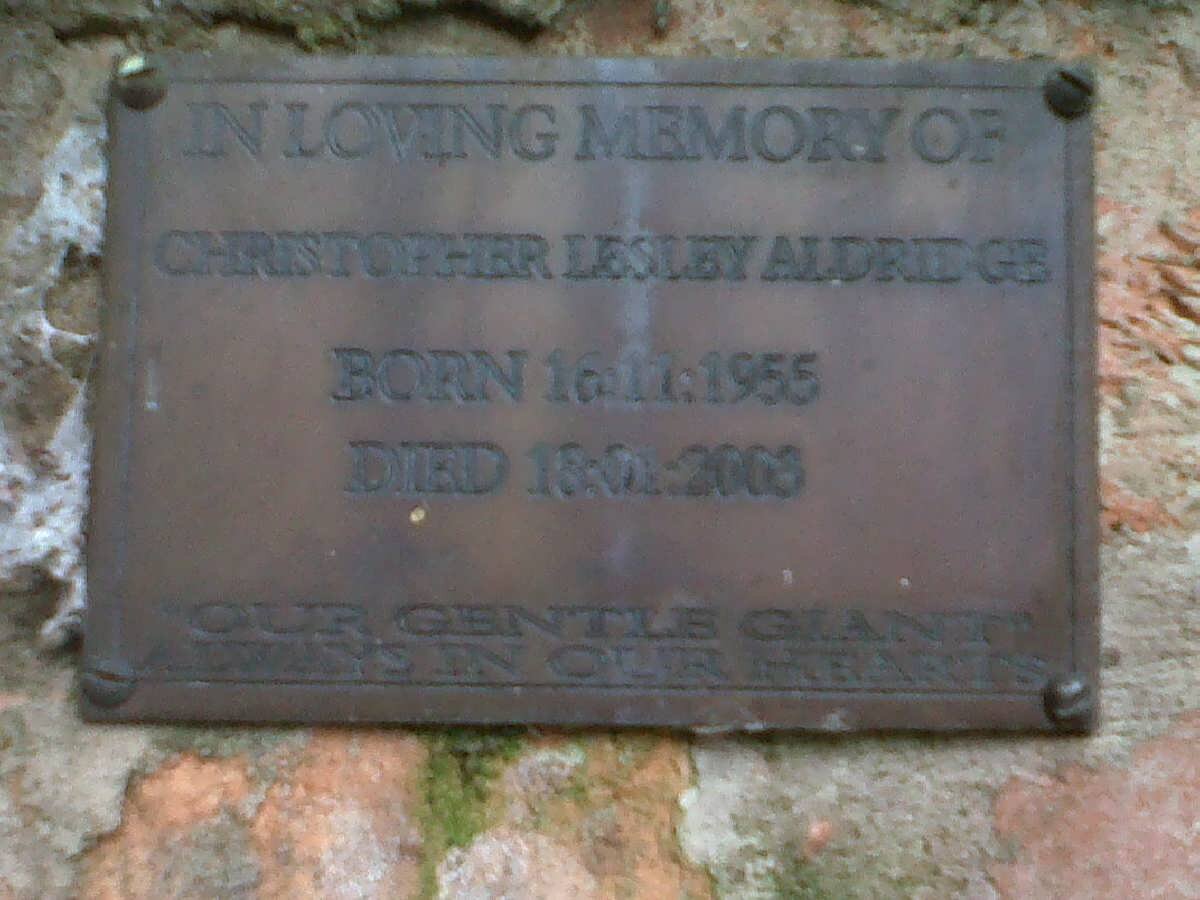 IN LOVING MEMORY OF
CHRISTOPHER LESLEY ALDRIDGE
BORN 16:11:1955
DIED 18:01:
"OUR GENTLE GIANT"
ALWAYS IN OUR HEARTS